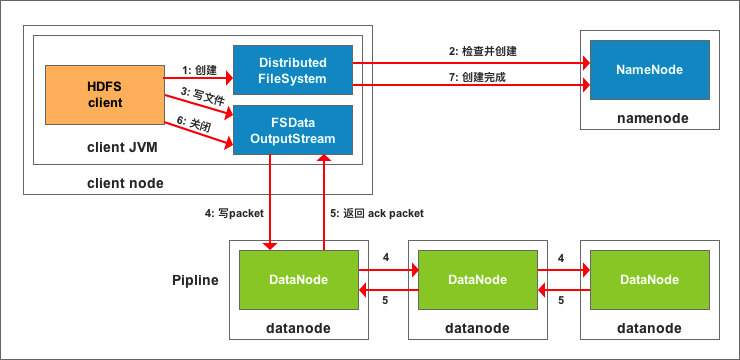 1: 创建
Distributed
FileSystem
2: 检查并创建
7: 创建完成
NameNode
namenode
HDFS
client
3: 写文件
6: 关闭
FSData
OutputStream
client JVM
client node
4: 写packet
5: 返回 ack packet
Pipline
DataNode
4
5
DataNode
4
5
DataNode
datanode
datanode
datanode